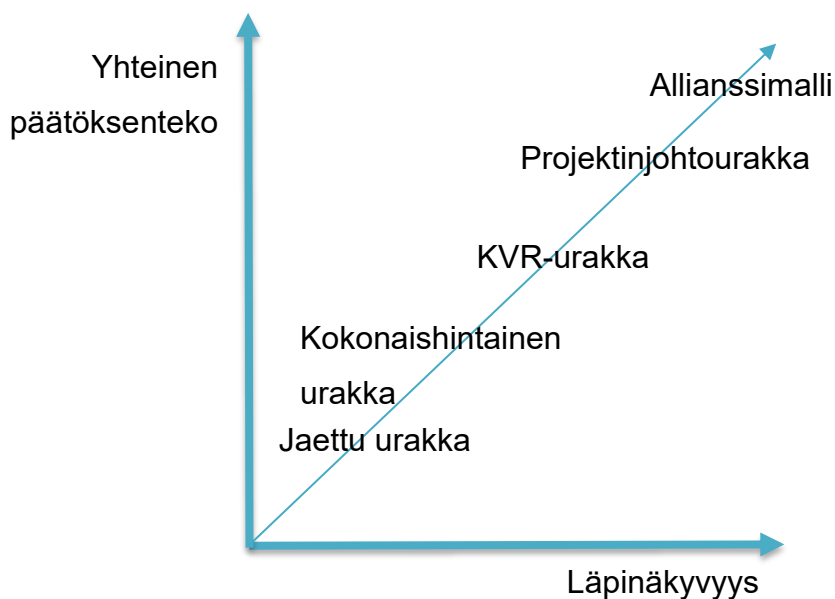 Yhteinen
päätöksenteko
Allianssimalli
Projektinjohtourakka
KVR-urakka
Kokonaishintainen
urakka
Jaettu urakka
Läpinäkyvyys